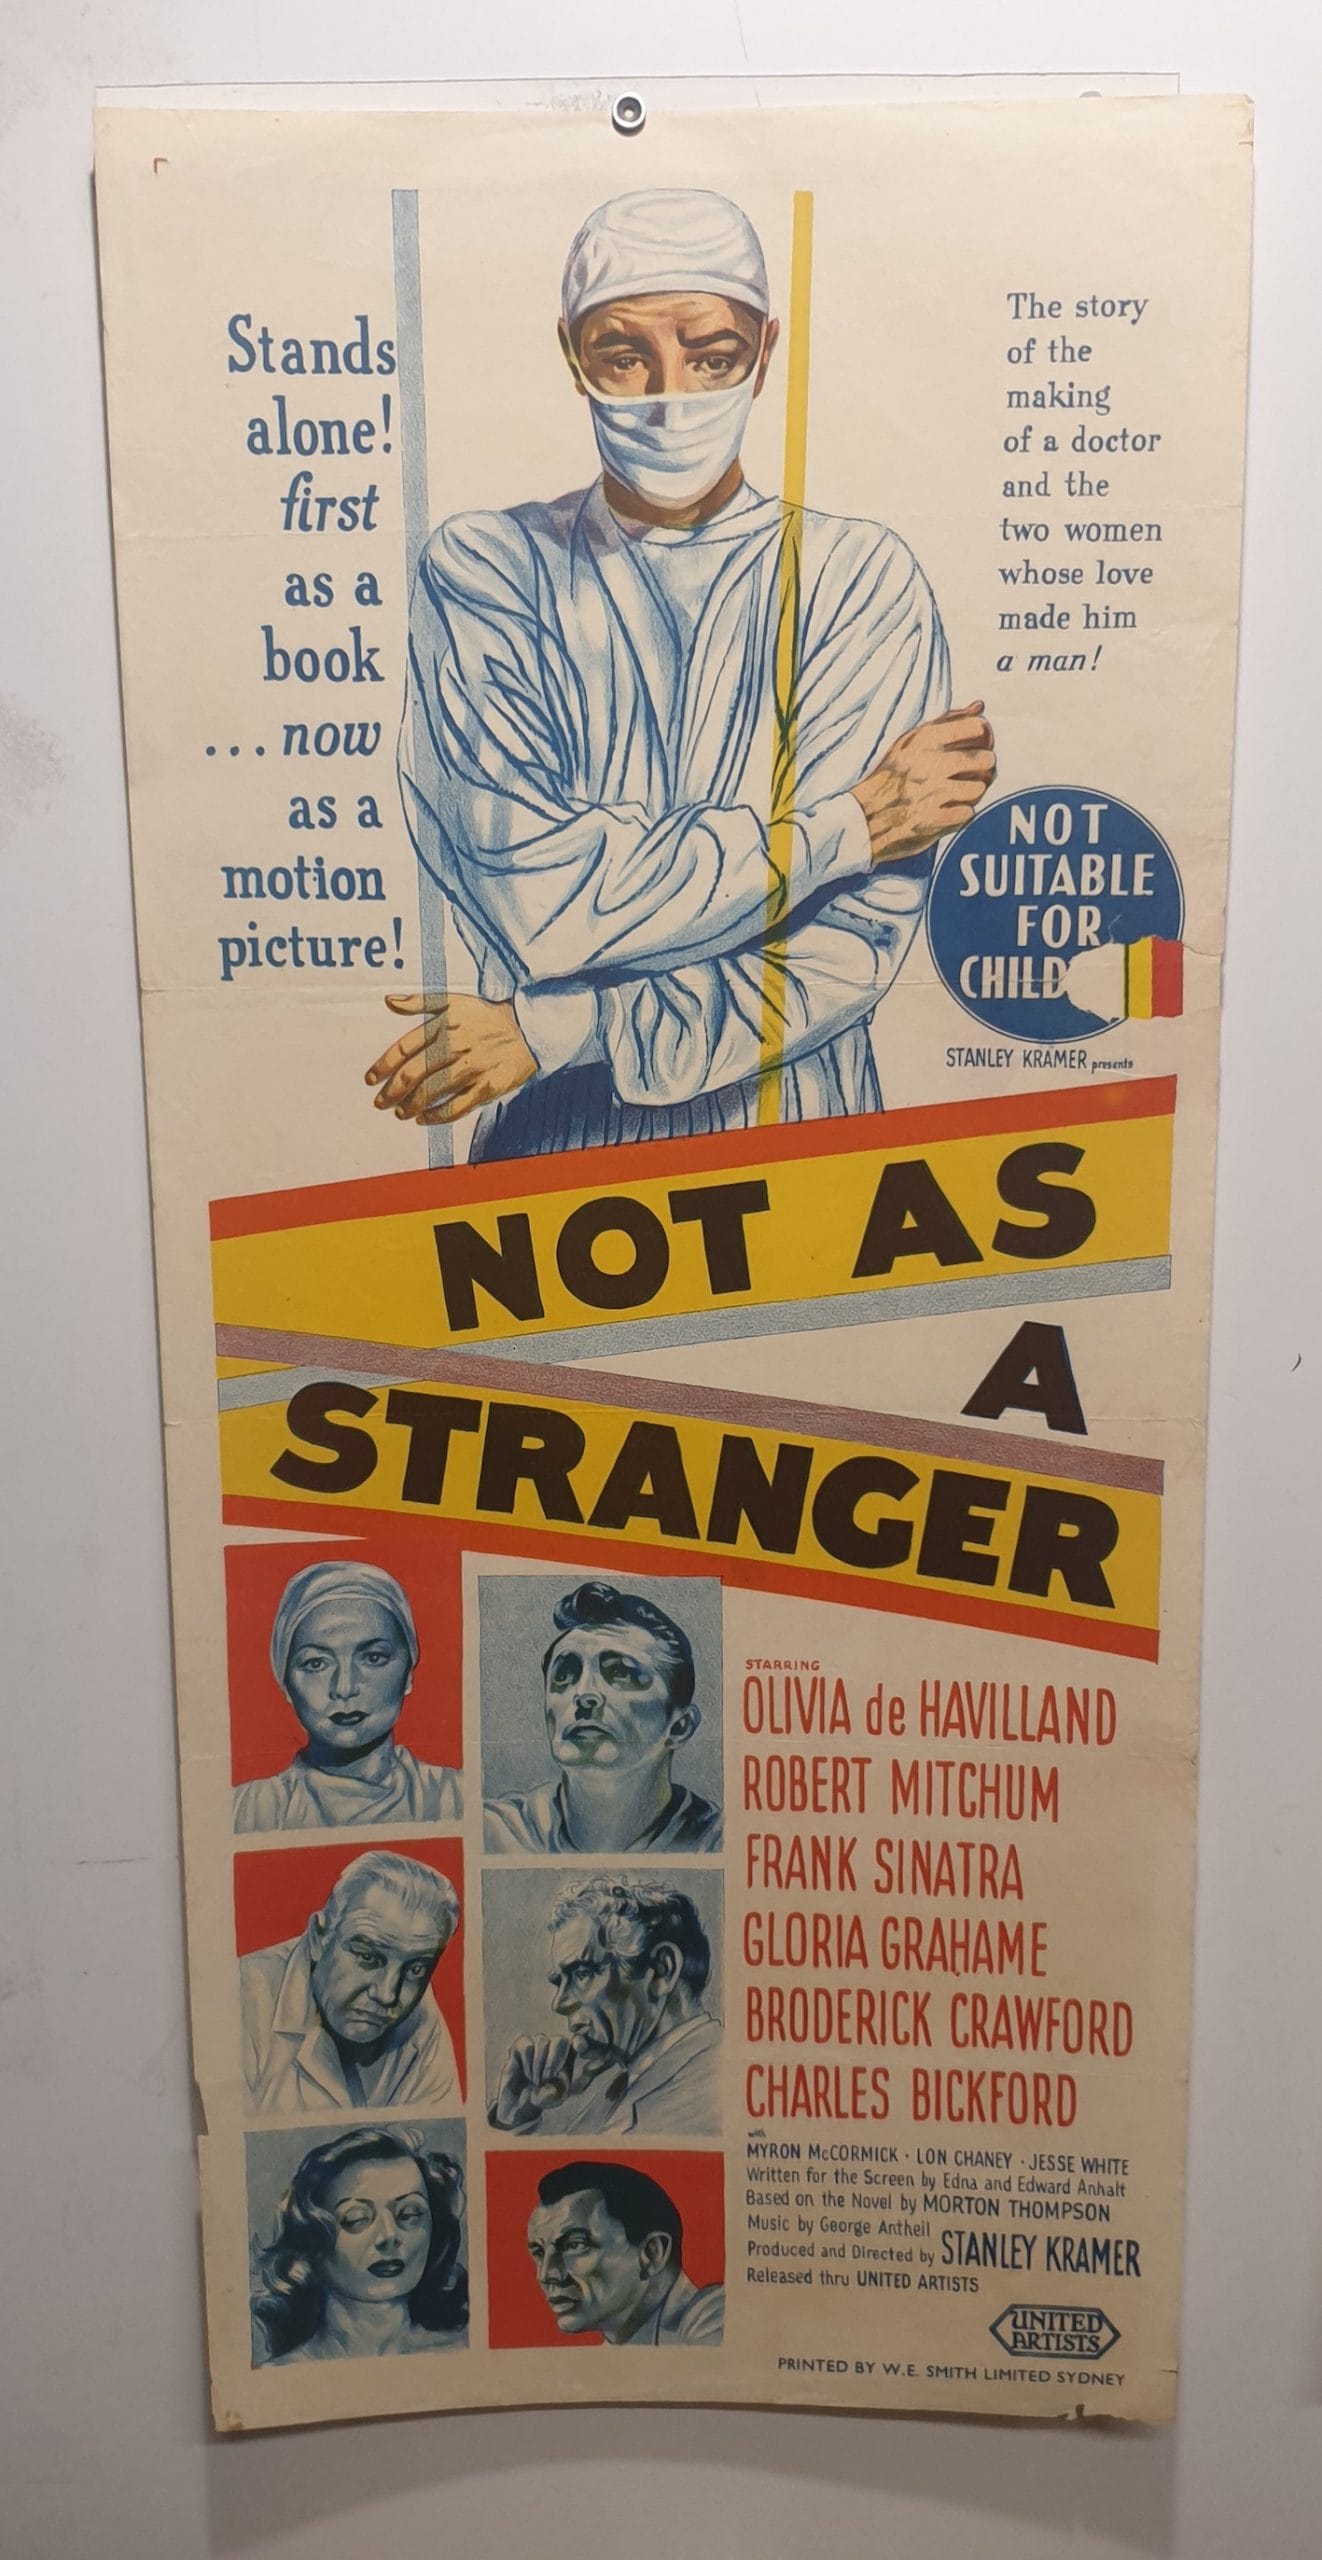 Stands
alone!
first
as a
book
... now
as a
motion
picture!
The story
of the
making
of a doctor
and the
two women
whose love
made him
a man!
NOT
SUITABLE
FOR
CHILD
STANLEY KRAMER presents
NOT AS
A
STRANGER
STARRING
OLIVIA de HAVILLAND
ROBERT MITCHUM
FRANK SINATRA
GLORIA GRAHAME
BRODERICK CRAWFORD
CHARLES BICKFORD
with
MYRON McCORMICK · LON CHANEY · JESSE WHITE
Written for the Screen by Edna and Edward Anhalt
Based on the Novel by MORTON THOMPSON
Music by George Antheil
Produced and Directed by STANLEY KRAMER
Released thru UNITED ARTISTS
UNITED
ARTISTS
PRINTED BY W.E. SMITH LIMITED SYDNEY